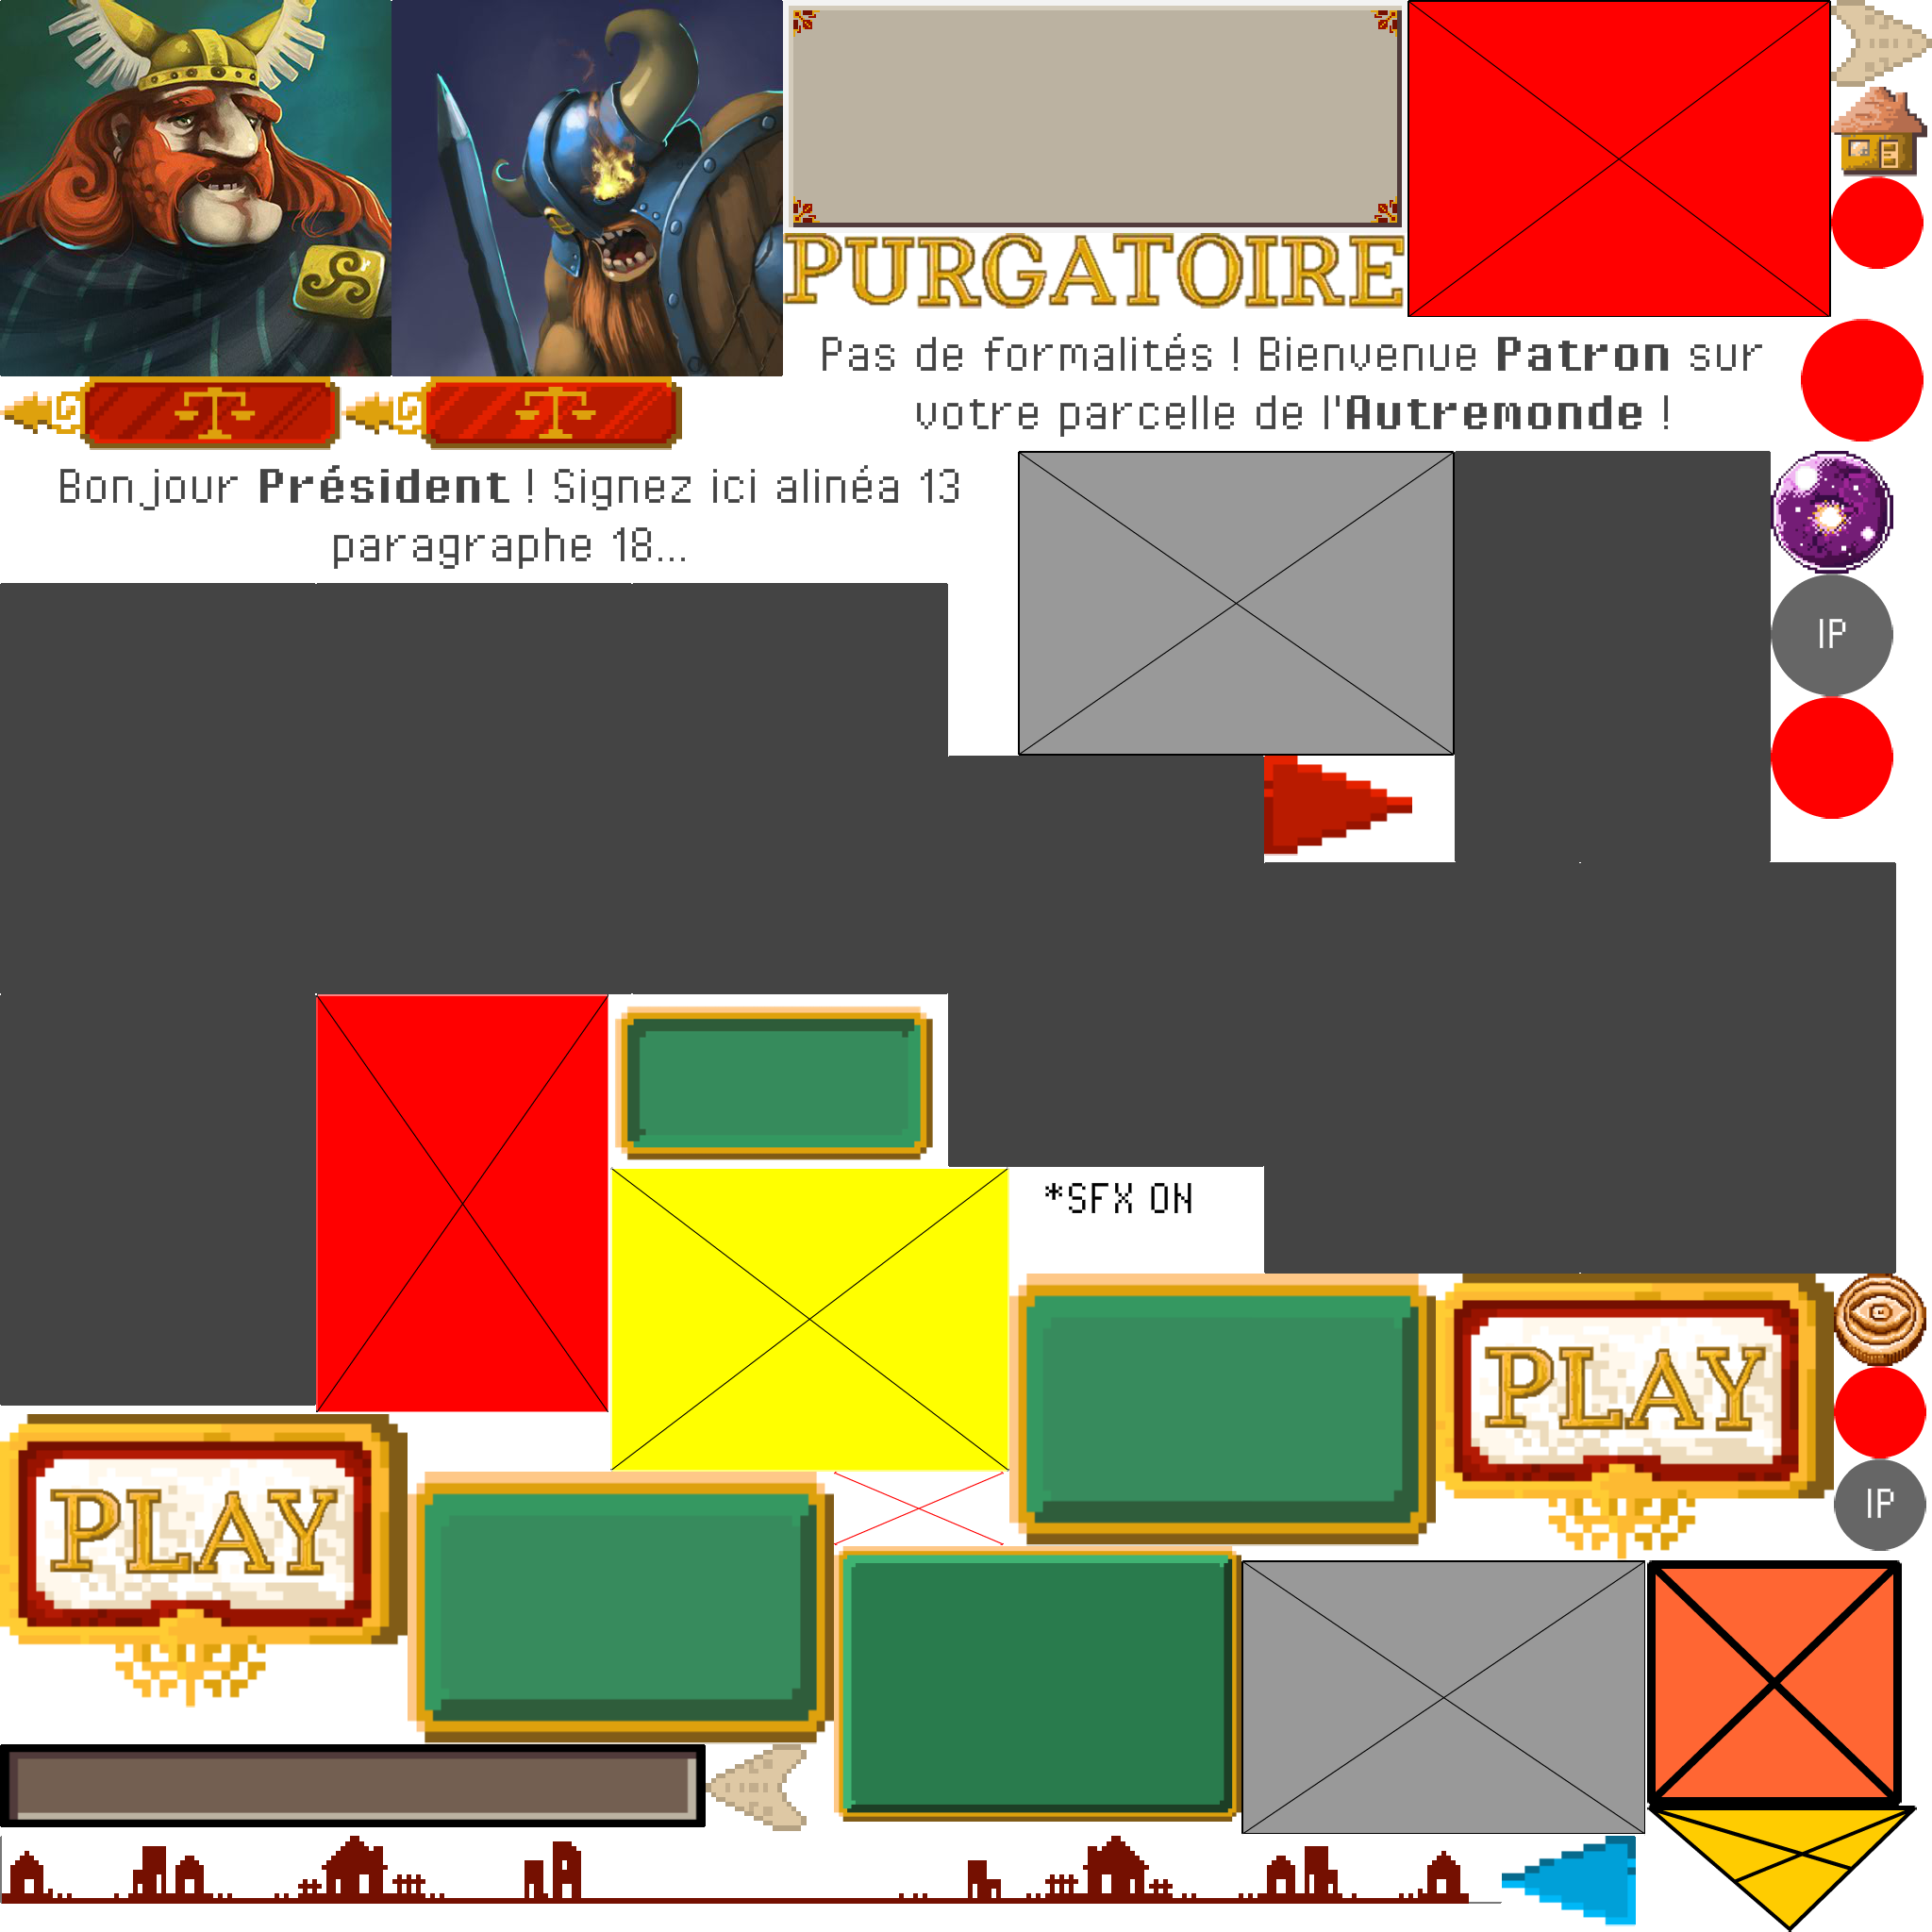 PURGATOIRE
Pas de formalités ! Bienvenue Patron sur
votre parcelle de l'Autremonde !
Bonjour Président ! Signez ici alinéa 13
paragraphe 18...
IP
*SFX ON
PLAY
PLAY
IP